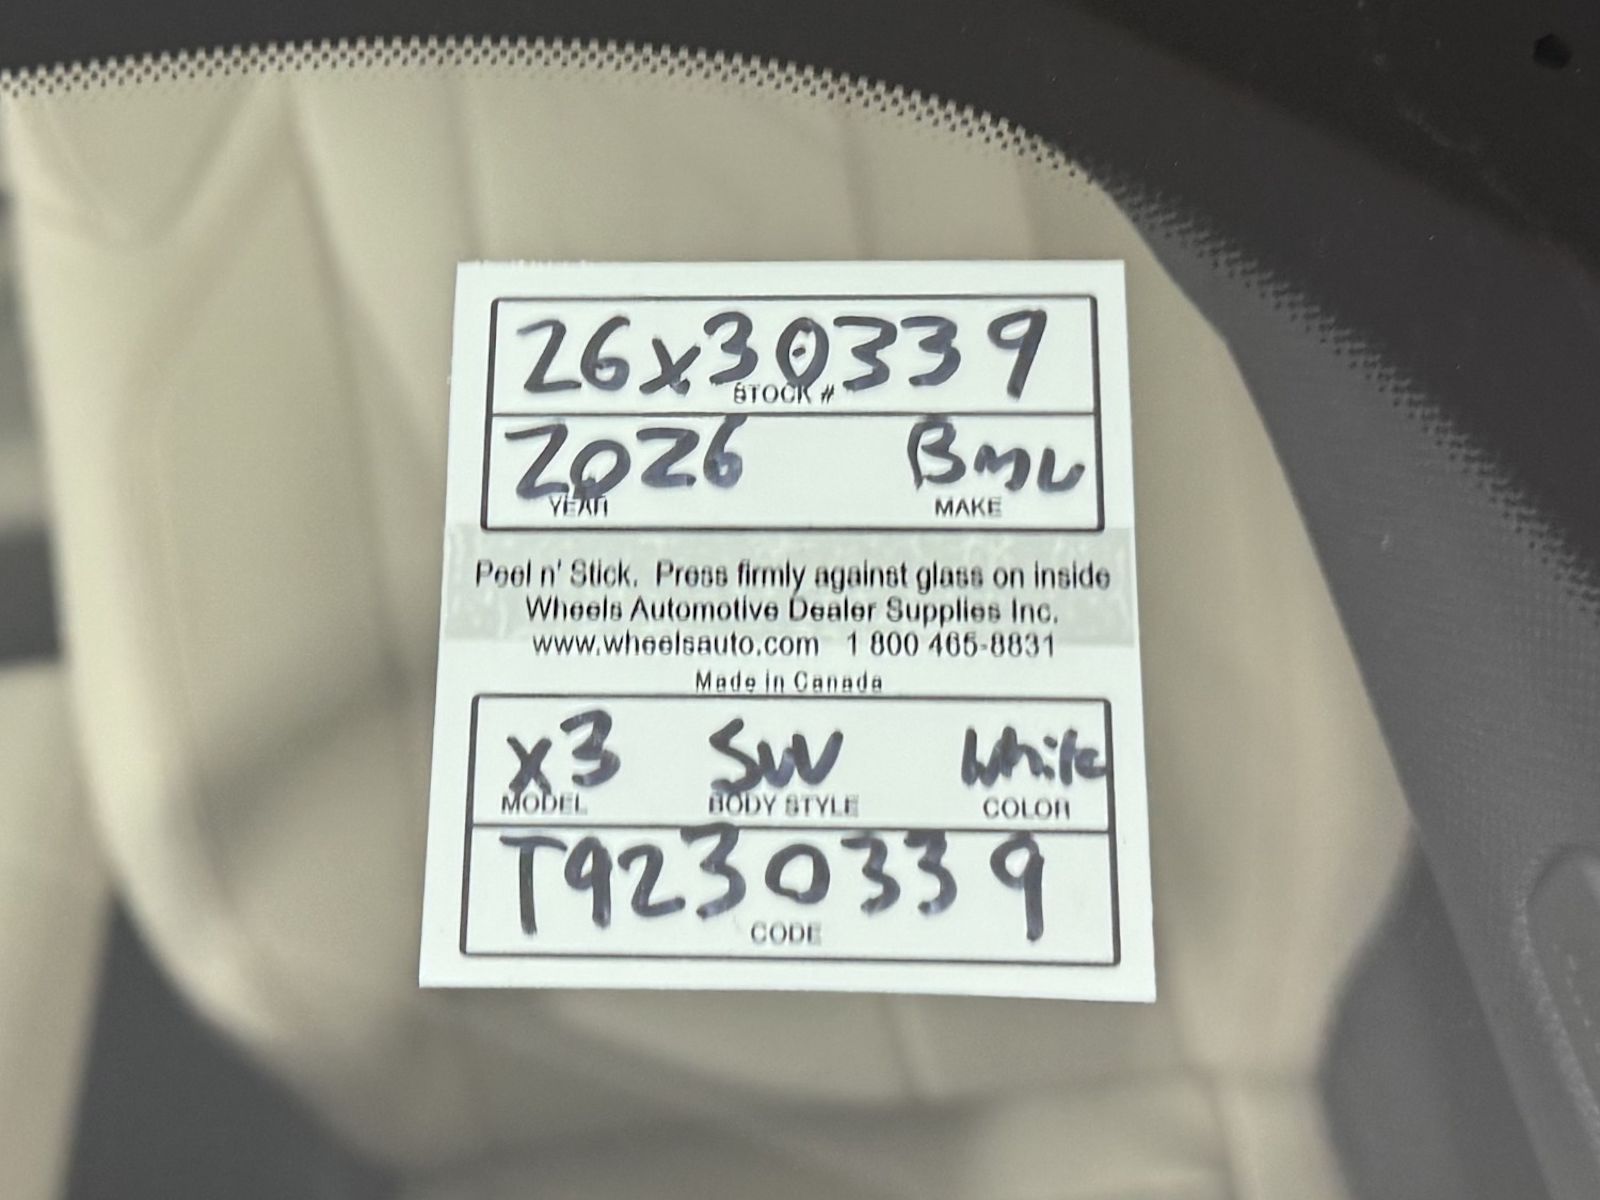 26x30339
STOCK #
2026 BMW
YEAR MAKE
Peel n' Stick. Press firmly against glass on inside
Wheels Automotive Dealer Supplies Inc.
www.wheelsauto.com 1 800 465-8831
Made in Canada
X3 SW White
MODEL BODY STYLE COLOR
T9230339
CODE